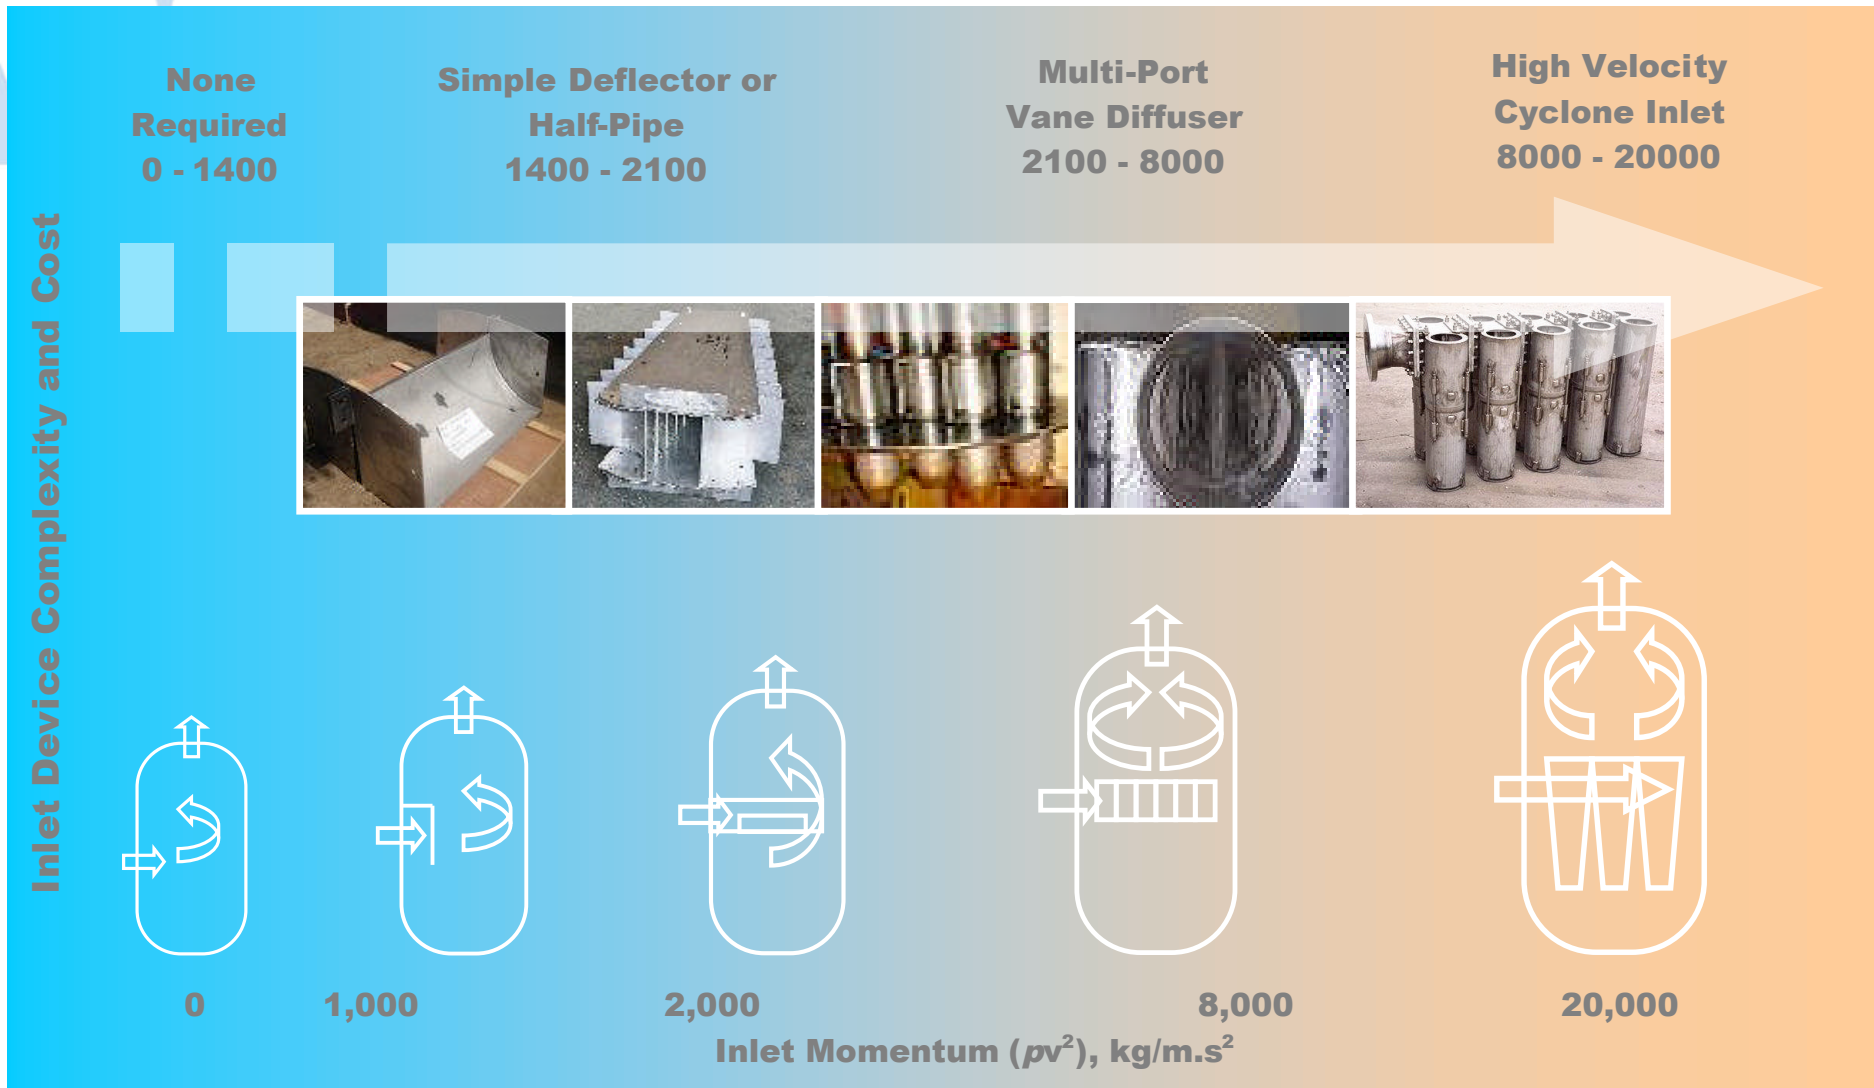 None
Required
0 - 1400
Simple Deflector or
Half-Pipe
1400 - 2100
Multi-Port
Vane Diffuser
2100 - 8000
High Velocity
Cyclone Inlet
8000 - 20000
Inlet Device Complexity and Cost
0 1,000 2,000 8,000 20,000
Inlet Momentum (pv²), kg/m.s²